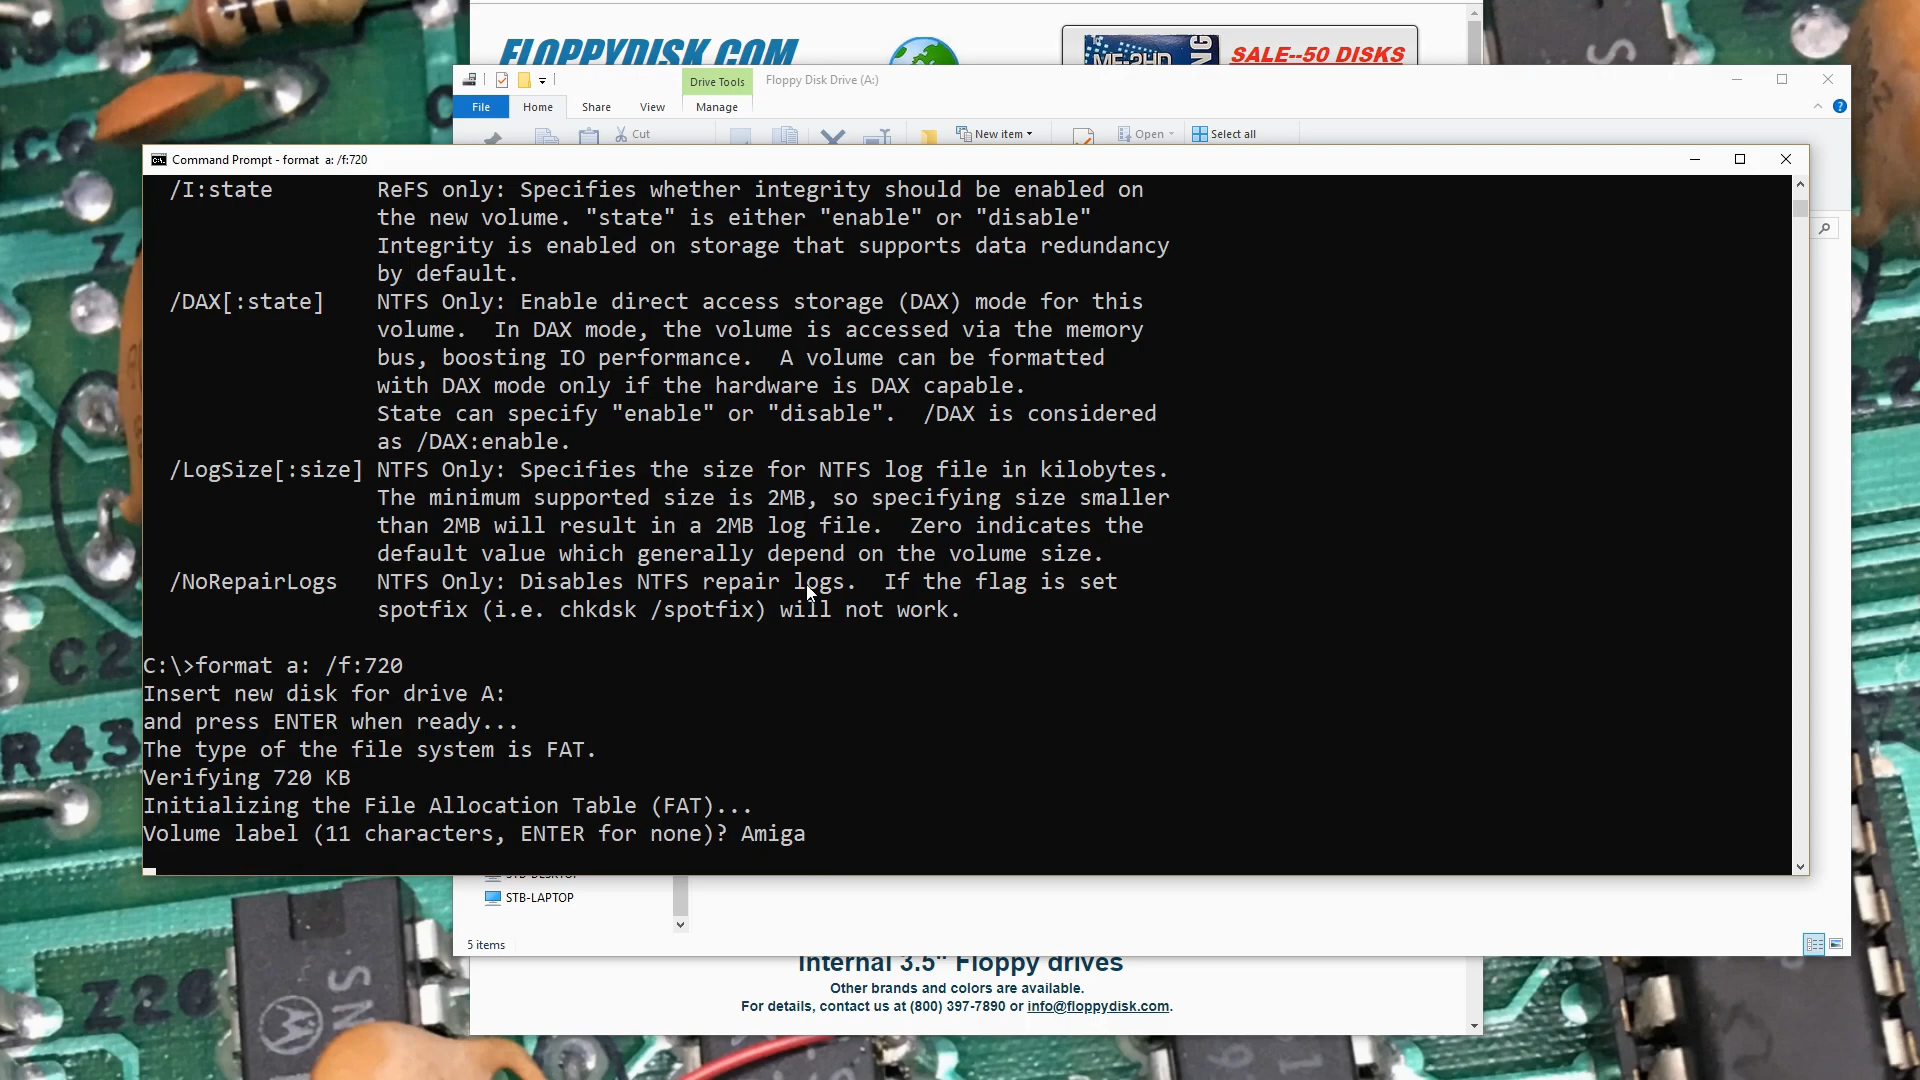 FLOPPYDISK.COM
ME-2HD
SALE--50 DISKS
Drive Tools
Floppy Disk Drive (A:)
File
Home
Share
View
Manage
Cut
New item
Open
Select all
Command Prompt - format  a: /f:720
/I:state        ReFS only: Specifies whether integrity should be enabled on
the new volume. "state" is either "enable" or "disable"
Integrity is enabled on storage that supports data redundancy
by default.
/DAX[:state]    NTFS Only: Enable direct access storage (DAX) mode for this
volume.  In DAX mode, the volume is accessed via the memory
bus, boosting IO performance.  A volume can be formatted
with DAX mode only if the hardware is DAX capable.
State can specify "enable" or "disable".  /DAX is considered
as /DAX:enable.
/LogSize[:size] NTFS Only: Specifies the size for NTFS log file in kilobytes.
The minimum supported size is 2MB, so specifying size smaller
than 2MB will result in a 2MB log file.  Zero indicates the
default value which generally depend on the volume size.
/NoRepairLogs   NTFS Only: Disables NTFS repair logs.  If the flag is set
spotfix (i.e. chkdsk /spotfix) will not work.
C:\>format a: /f:720
Insert new disk for drive A:
and press ENTER when ready...
The type of the file system is FAT.
Verifying 720 KB
Initializing the File Allocation Table (FAT)...
Volume label (11 characters, ENTER for none)? Amiga
STB-DESKTOP
STB-LAPTOP
5 items
Internal 3.5" Floppy drives
Other brands and colors are available.
For details, contact us at (800) 397-7890 or info@floppydisk.com.
R43
C2
Z20
SN